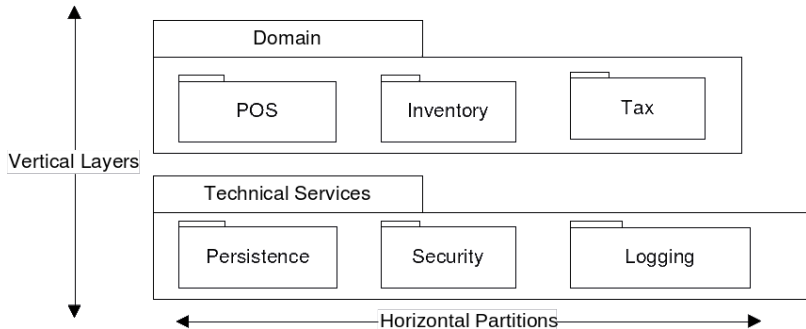 Domain
POS
Inventory
Tax
Vertical Layers
Technical Services
Persistence
Security
Logging
Horizontal Partitions